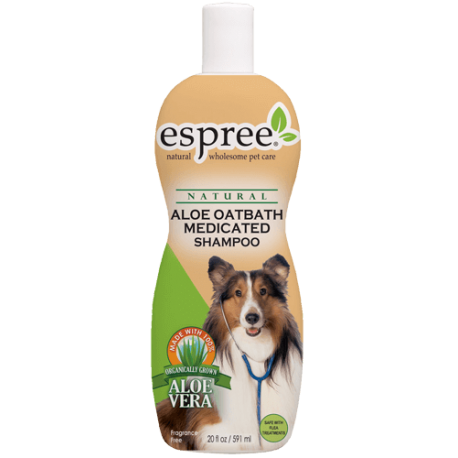 espree®
natural wholesome pet care
NATURAL
ALOE OATBATH
MEDICATED
SHAMPOO
MADE WITH 100%
ORGANICALLY GROWN
ALOE
VERA
Fragrance
Free
20 fl oz / 591 ml
SAFE WITH
FLEA
TREATMENTS